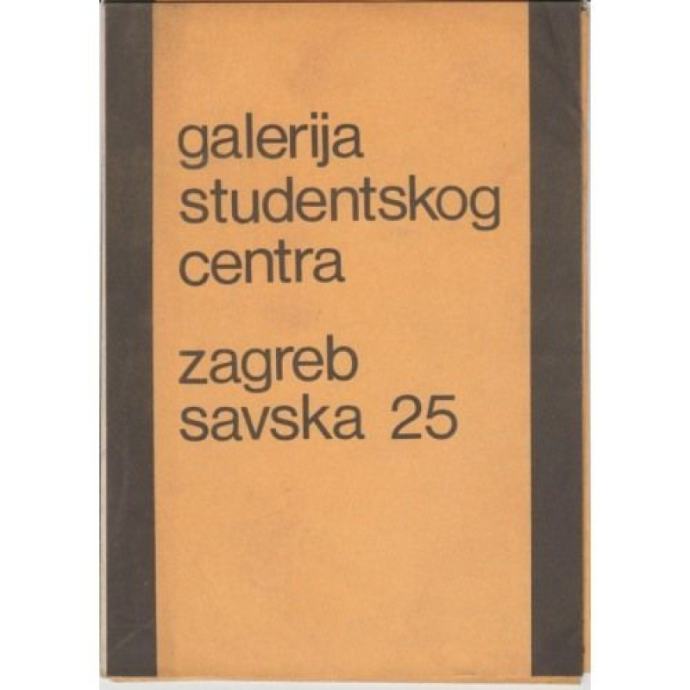 galerija
studentskog
centra
zagreb
savska 25